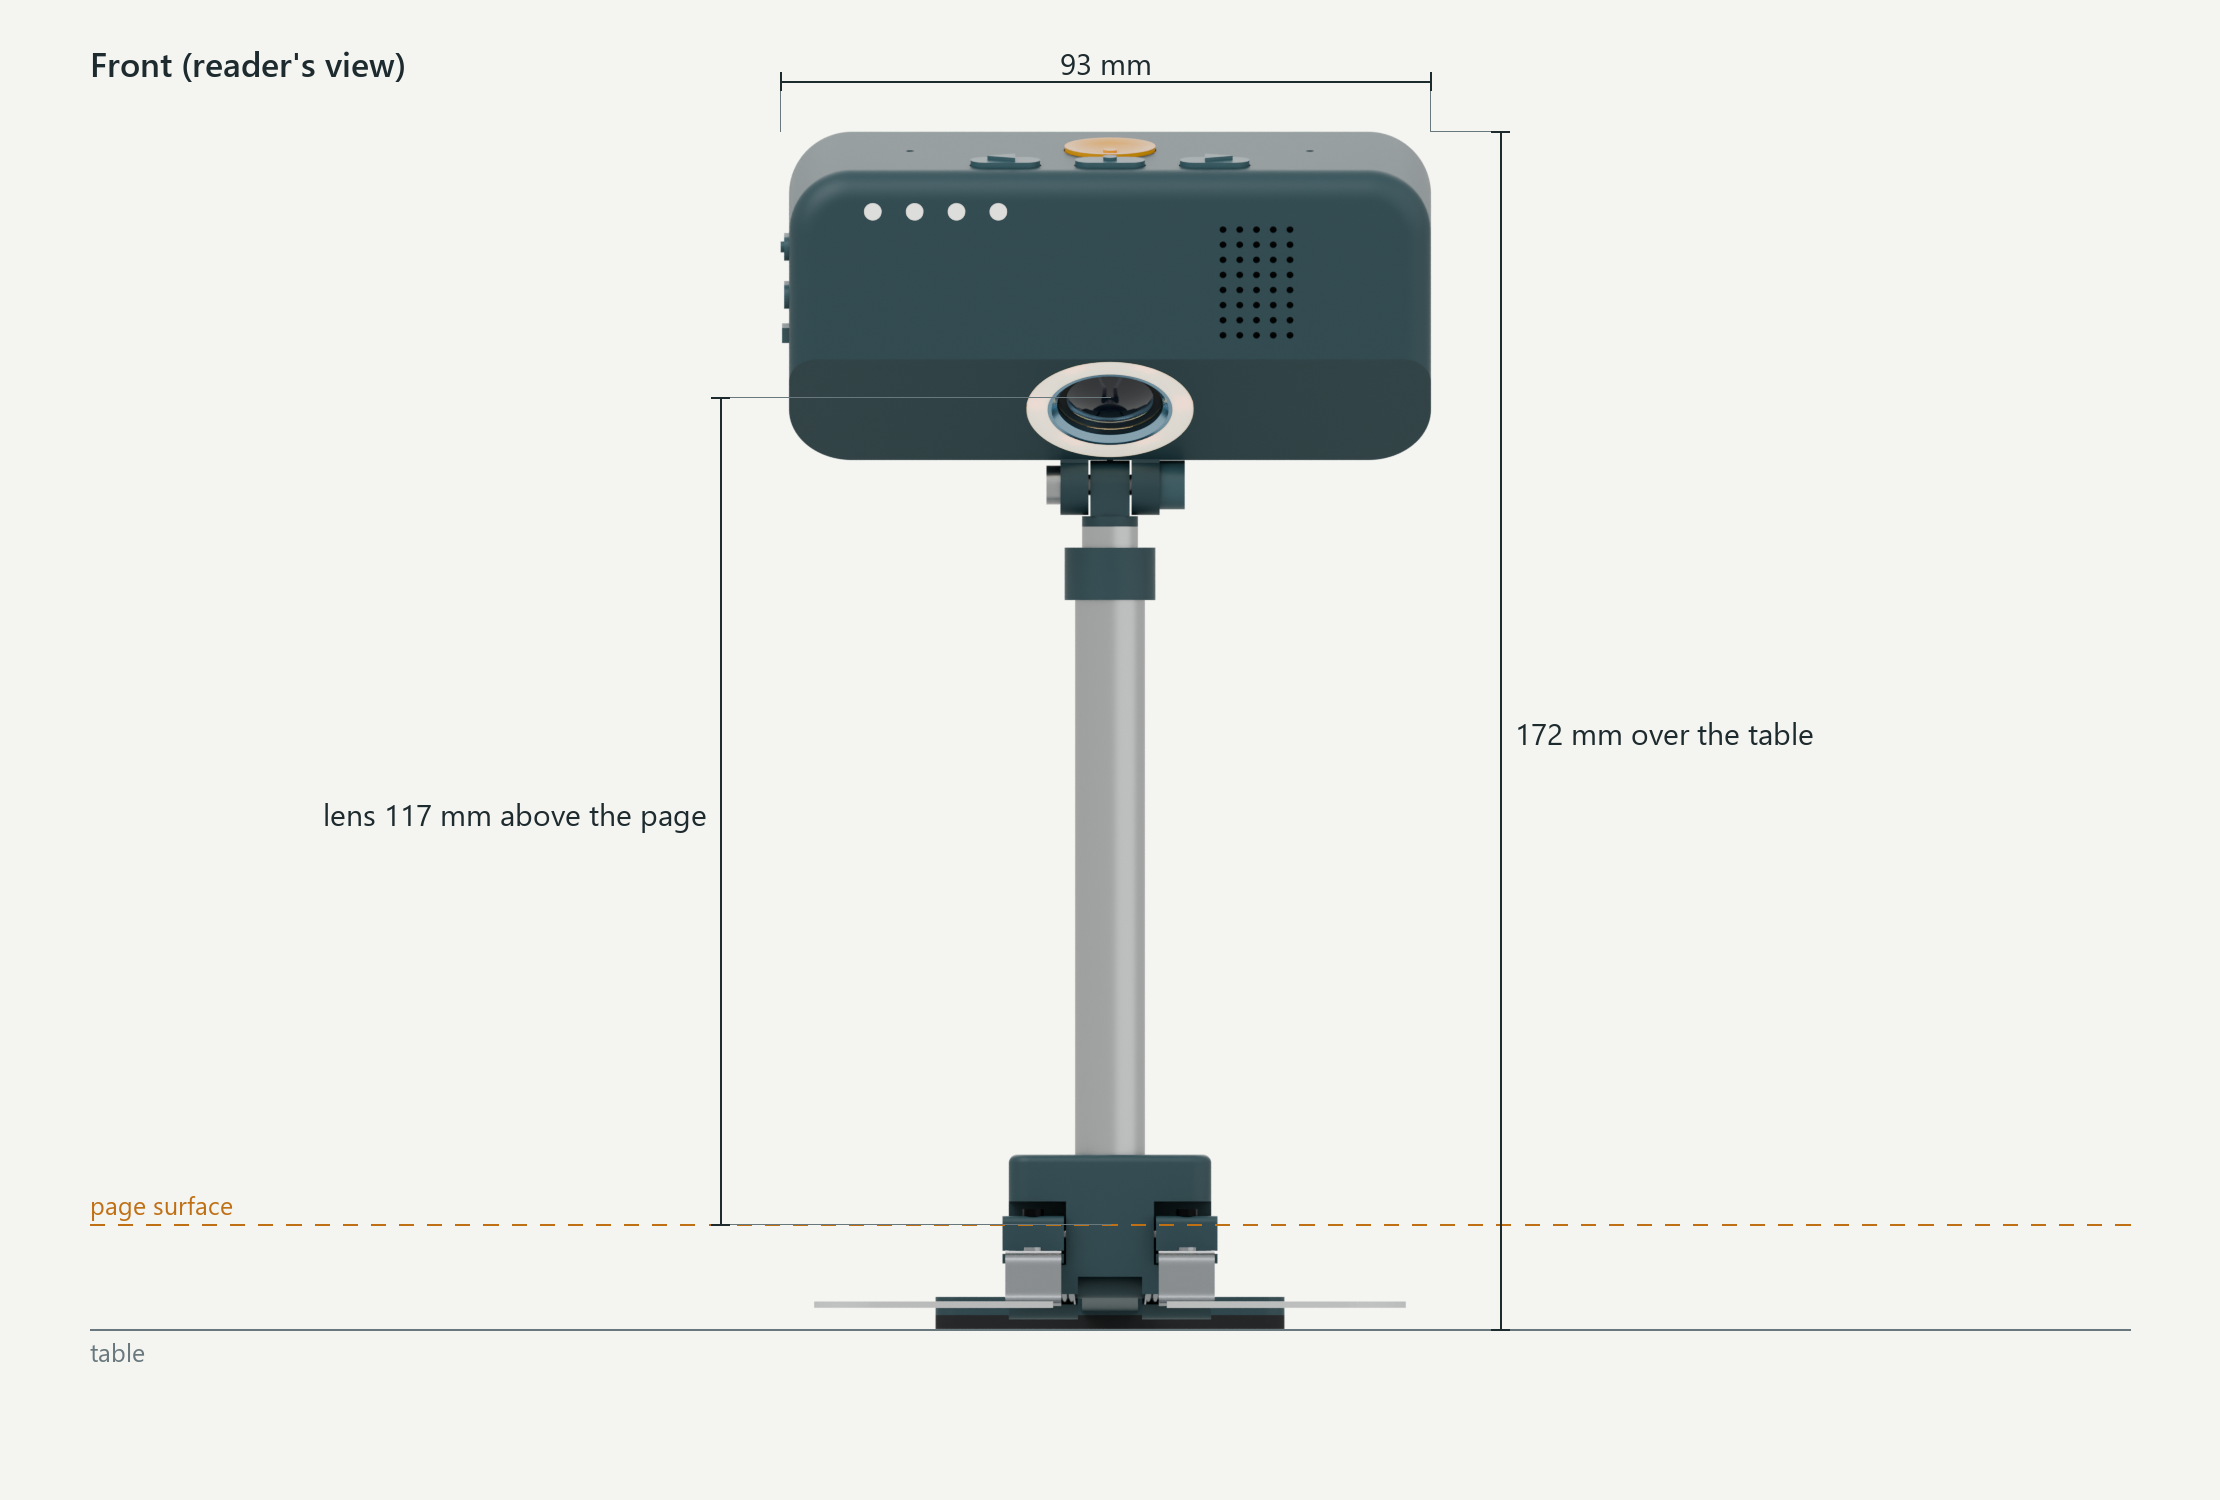 Front (reader's view)
93 mm
172 mm over the table
lens 117 mm above the page
page surface
table